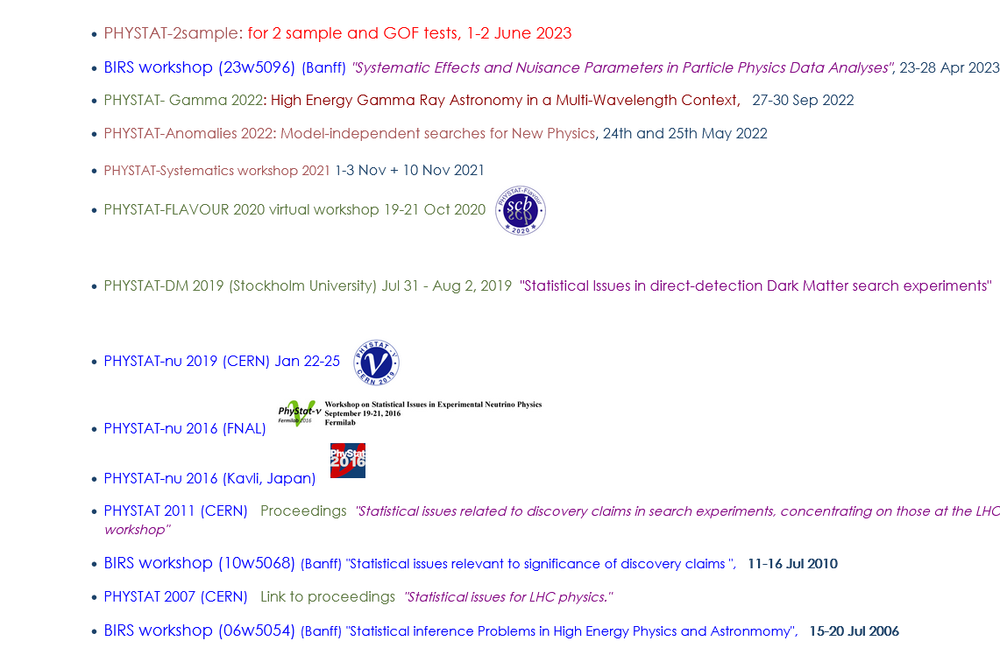 • PHYSTAT-2sample: for 2 sample and GOF tests, 1-2 June 2023
• BIRS workshop (23w5096) (Banff) "Systematic Effects and Nuisance Parameters in Particle Physics Data Analyses", 23-28 Apr 2023
• PHYSTAT- Gamma 2022: High Energy Gamma Ray Astronomy in a Multi-Wavelength Context, 27-30 Sep 2022
• PHYSTAT-Anomalies 2022: Model-independent searches for New Physics, 24th and 25th May 2022
• PHYSTAT-Systematics workshop 2021 1-3 Nov + 10 Nov 2021
• PHYSTAT-FLAVOUR 2020 virtual workshop 19-21 Oct 2020
PHYSTAT-Flavour
scb
scp
2020
• PHYSTAT-DM 2019 (Stockholm University) Jul 31 - Aug 2, 2019 "Statistical Issues in direct-detection Dark Matter search experiments"
• PHYSTAT-nu 2019 (CERN) Jan 22-25
PHYSTAT-ν
ν
CERN 2019
PhyStat-ν
Fermilab 2016
Workshop on Statistical Issues in Experimental Neutrino Physics
September 19-21, 2016
Fermilab
• PHYSTAT-nu 2016 (FNAL)
PhyStat
2016
• PHYSTAT-nu 2016 (Kavli, Japan)
• PHYSTAT 2011 (CERN) Proceedings "Statistical issues related to discovery claims in search experiments, concentrating on those at the LHC
workshop"
• BIRS workshop (10w5068) (Banff) "Statistical issues relevant to significance of discovery claims ", 11-16 Jul 2010
• PHYSTAT 2007 (CERN) Link to proceedings "Statistical issues for LHC physics."
• BIRS workshop (06w5054) (Banff) "Statistical inference Problems in High Energy Physics and Astronmomy", 15-20 Jul 2006